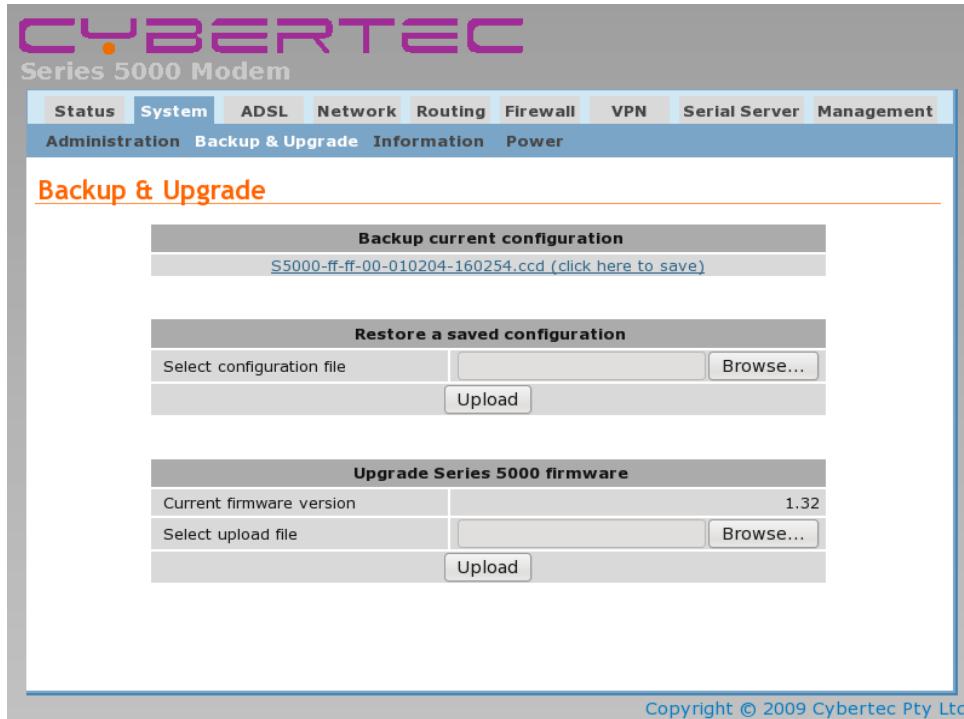 CYBERTEC
Series 5000 Modem
Status System ADSL Network Routing Firewall VPN Serial Server Management
Administration Backup & Upgrade Information Power
Backup & Upgrade
Backup current configuration
S5000-ff-ff-00-010204-160254.ccd (click here to save)
Restore a saved configuration
Select configuration file Browse...
Upload
Upgrade Series 5000 firmware
Current firmware version 1.32
Select upload file Browse...
Upload
Copyright © 2009 Cybertec Pty Ltd